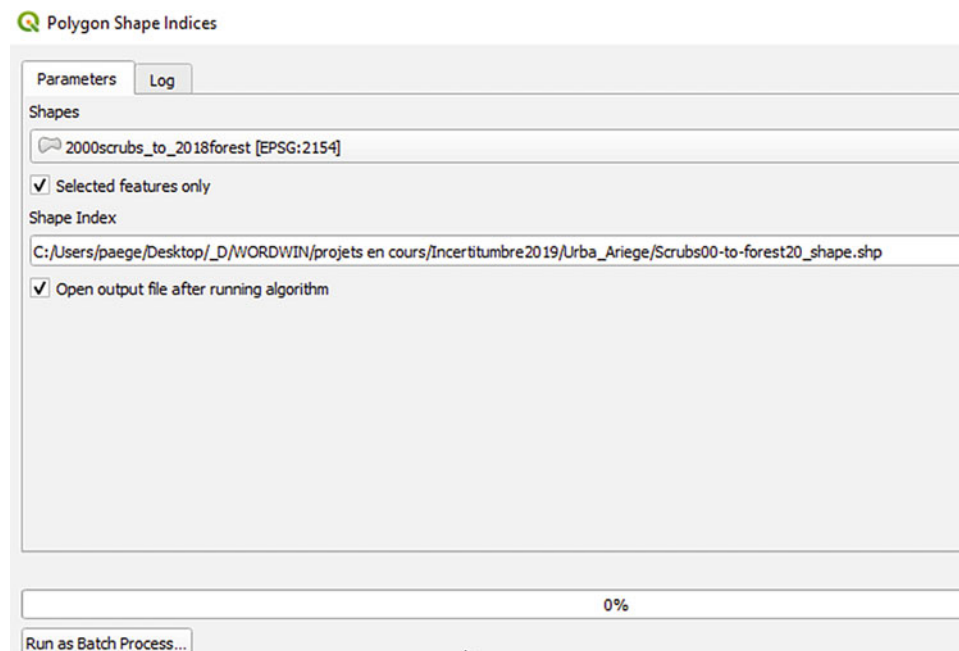 Polygon Shape Indices
Parameters Log
Shapes
2000scrubs_to_2018forest [EPSG:2154]
Selected features only
Shape Index
C:/Users/paege/Desktop/_D/WORDWIN/projets en cours/Incertitumbre2019/Urba_Ariege/Scrubs00-to-forest20_shape.shp
Open output file after running algorithm
0%
Run as Batch Process...